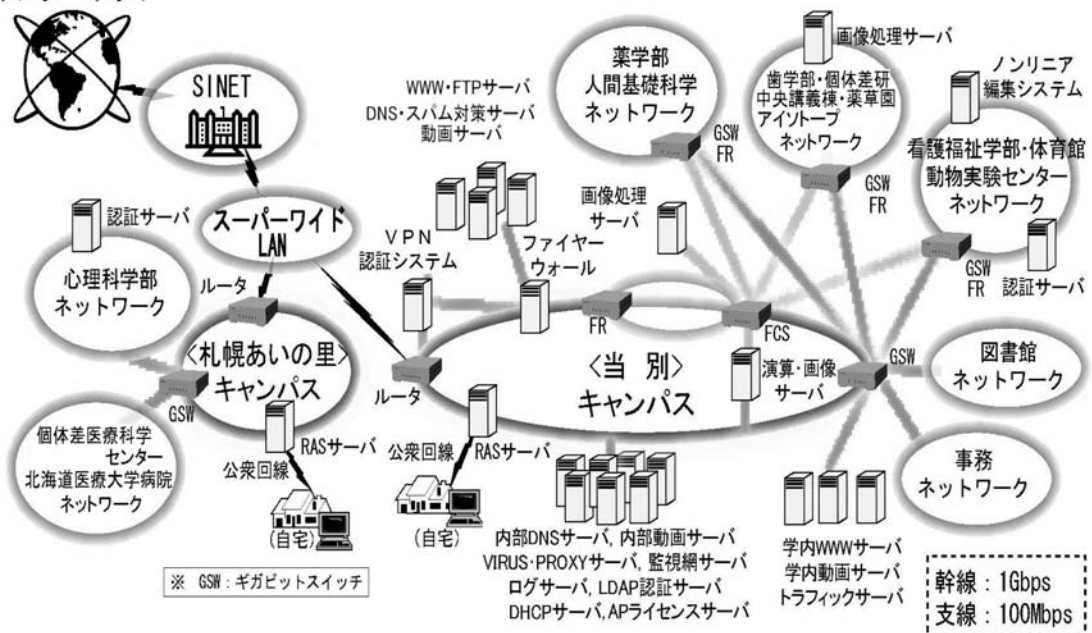 SINET
スーパーワイド
LAN
認証サーバ
心理科学部
ネットワーク
ルータ
<札幌あいの里>
キャンパス
GSW
個体差医療科学
センター
北海道医療大学病院
ネットワーク
RASサーバ
公衆回線
(自宅)
※ GSW:ギガビットスイッチ
WWW・FTPサーバ
DNS・スパム対策サーバ
動画サーバ
VPN
認証システム
ファイヤー
ウォール
ルータ
<当 別>
キャンパス
FR
FCS
画像処理
サーバ
演算・画像
サーバ
公衆回線
RASサーバ
(自宅)
内部DNSサーバ, 内部動画サーバ
VIRUS・PROXYサーバ, 監視網サーバ
ログサーバ, LDAP認証サーバ
DHCPサーバ, APライセンスサーバ
薬学部
人間基礎科学
ネットワーク
GSW
FR
画像処理サーバ
歯学部・個体差研
中央講義棟・薬草園
アイソトープ
ネットワーク
GSW
FR
ノンリニア
編集システム
看護福祉学部・体育館
動物実験センター
ネットワーク
GSW
FR
認証サーバ
GSW
図書館
ネットワーク
事務
ネットワーク
学内WWWサーバ
学内動画サーバ
トラフィックサーバ
幹線:1Gbps
支線:100Mbps